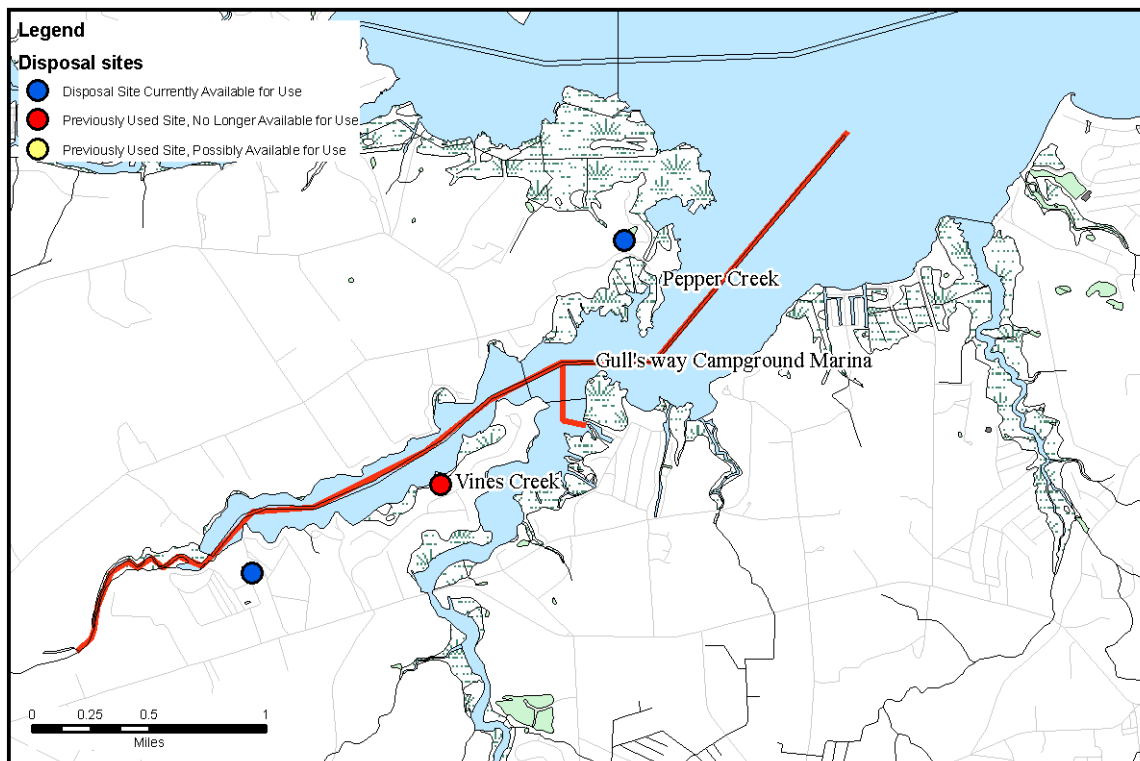 Legend
Disposal sites
Disposal Site Currently Available for Use
Previously Used Site, No Longer Available for Use
Previously Used Site, Possibly Available for Use
Pepper Creek
Gull's way Campground Marina
Vines Creek
0 0.25 0.5 1
Miles